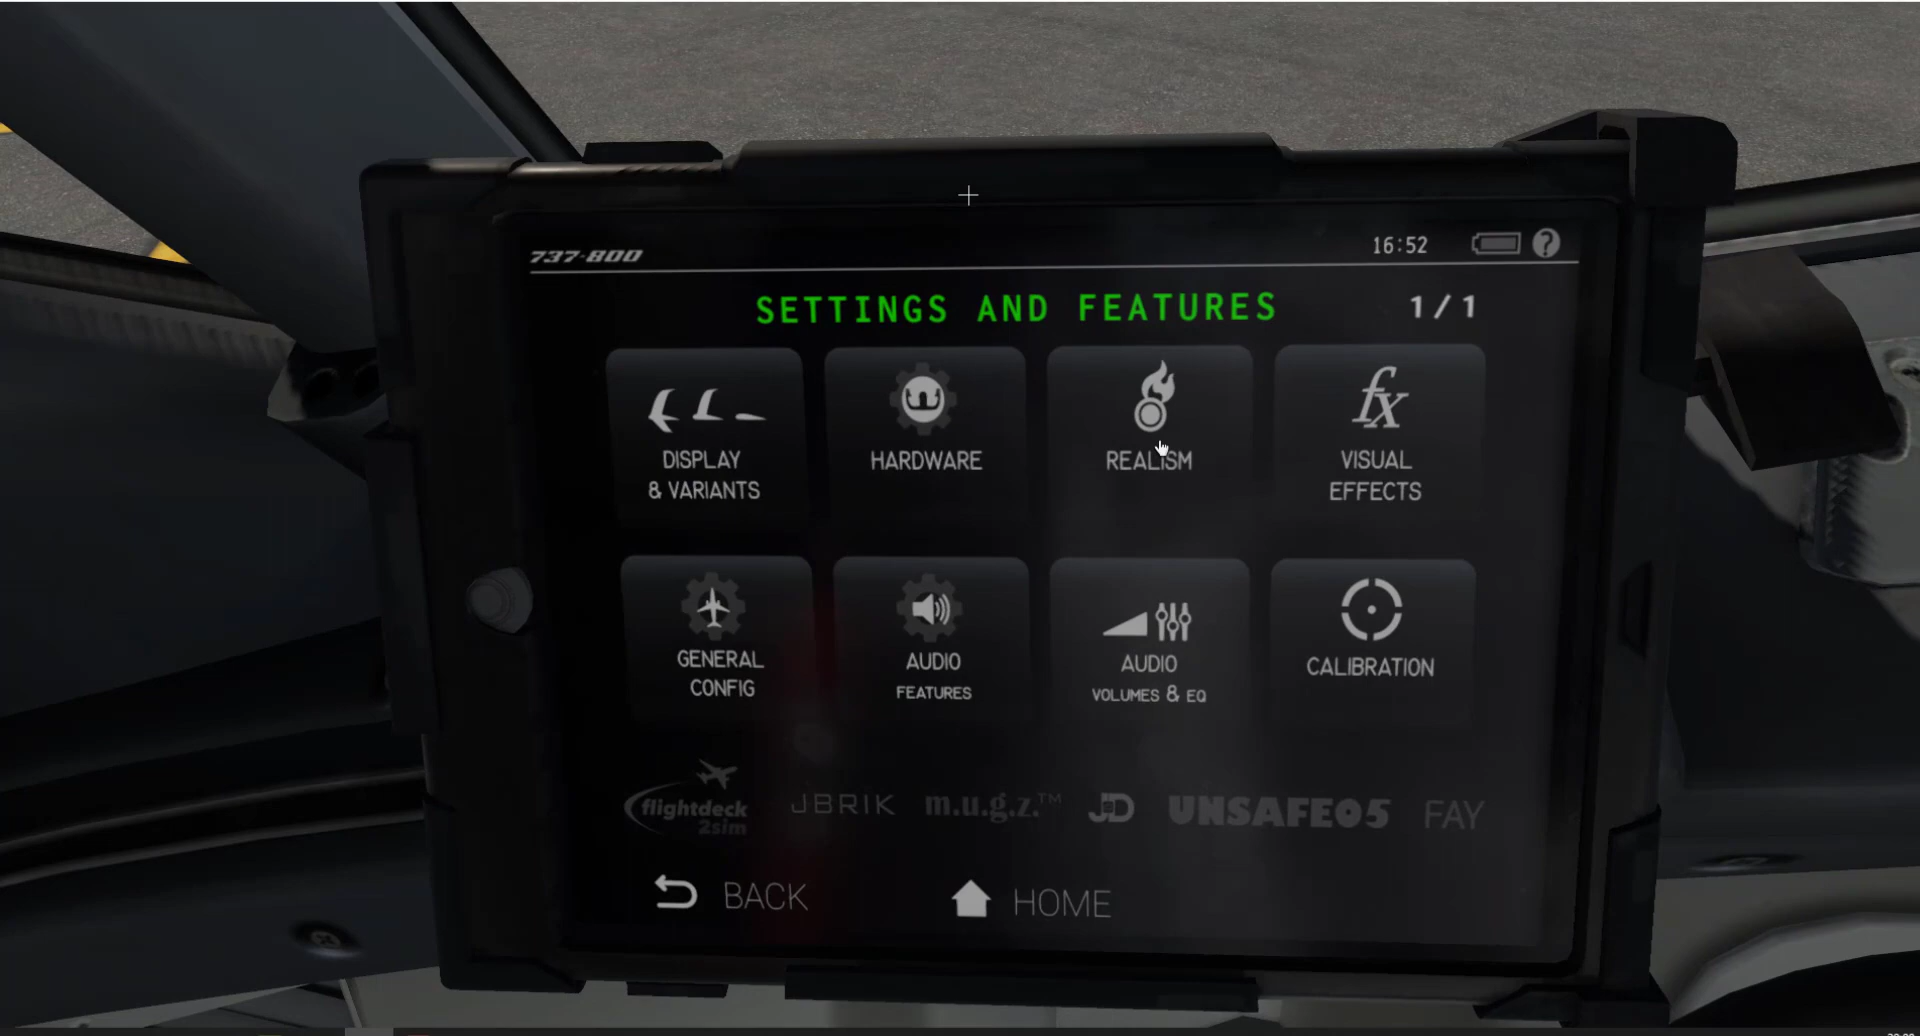 737-800
16:52
?
SETTINGS AND FEATURES
1 / 1
DISPLAY
& VARIANTS
HARDWARE
REALISM
fx
VISUAL
EFFECTS
GENERAL
CONFIG
AUDIO
FEATURES
AUDIO
VOLUMES & EQ
CALIBRATION
flightdeck
2sim
JBRIK
m.u.g.z.™
JD
UNSAFE05
FAY
BACK
HOME